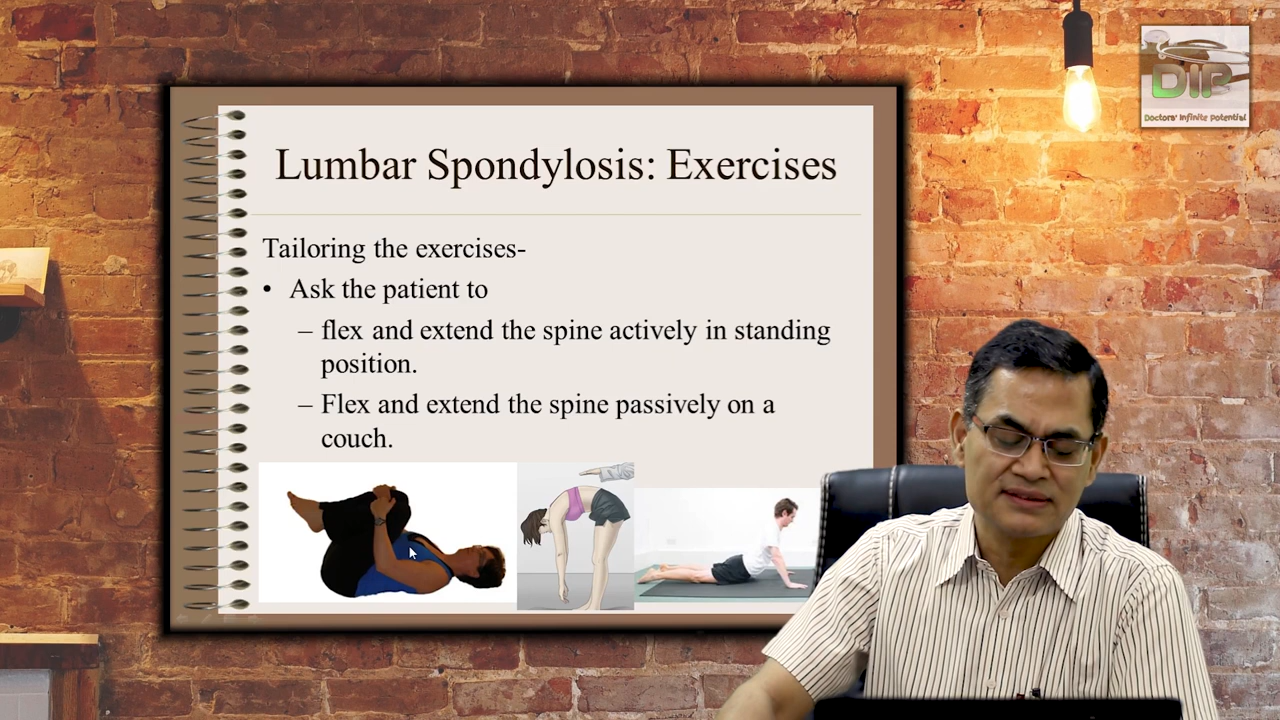 DIP
Doctors' Infinite Potential
Lumbar Spondylosis: Exercises
Tailoring the exercises-
• Ask the patient to
– flex and extend the spine actively in standing
position.
– Flex and extend the spine passively on a
couch.